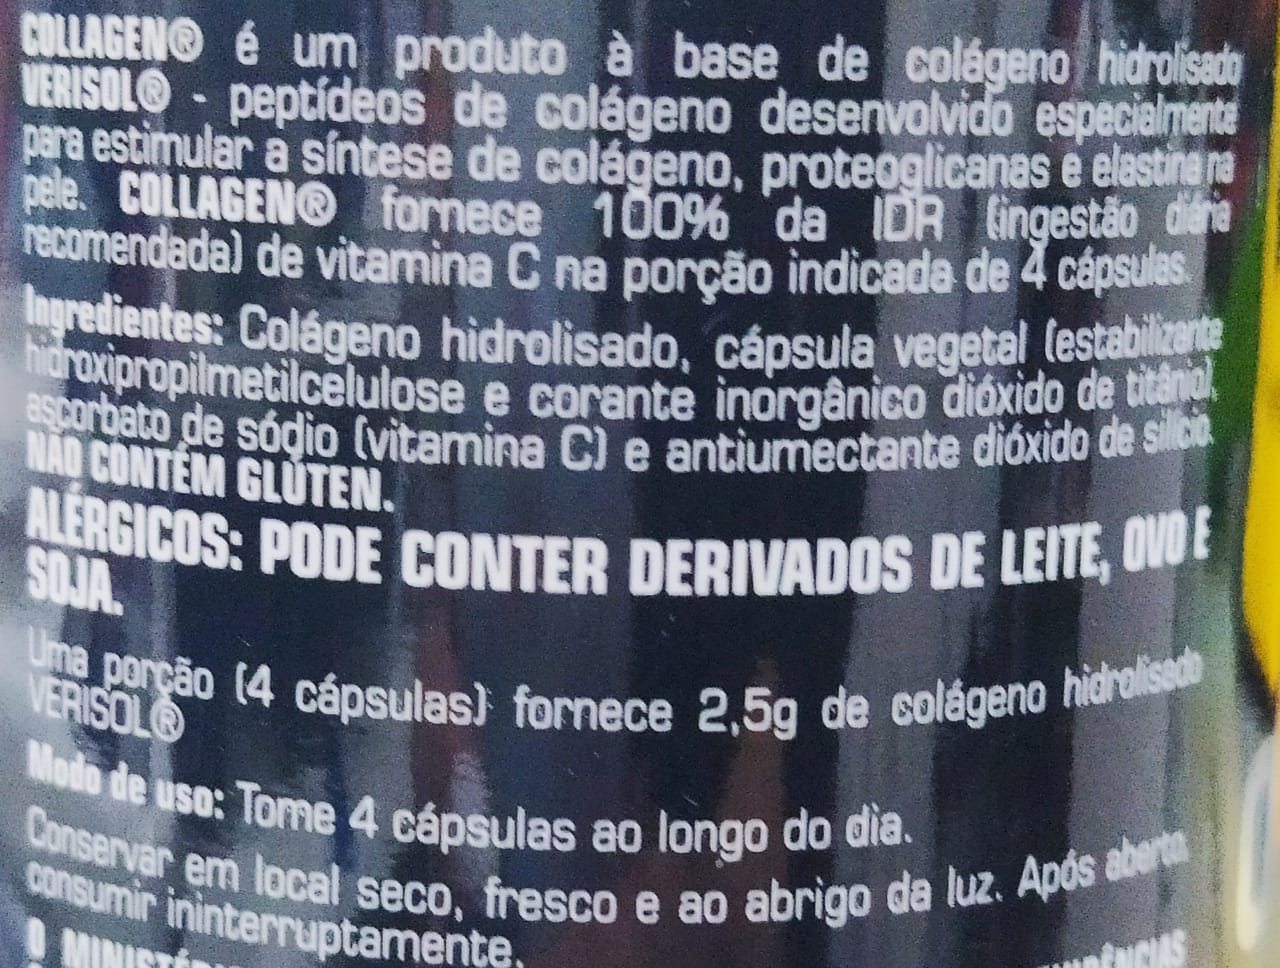 COLLAGEN® é um produto à base de colágeno hidrolisado
VERISOL® - peptídeos de colágeno desenvolvido especialmente
para estimular a síntese de colágeno, proteoglicanas e elastina na
pele. COLLAGEN® fornece 100% da IDR (ingestão diária
recomendada) de vitamina C na porção indicada de 4 cápsulas.
Ingredientes: Colágeno hidrolisado, cápsula vegetal (estabilizante
hidroxipropilmetilcelulose e corante inorgânico dióxido de titânio),
ascorbato de sódio (vitamina C) e antiumectante dióxido de silício.
NÃO CONTÉM GLÚTEN.
ALÉRGICOS: PODE CONTER DERIVADOS DE LEITE, OVO E
SOJA.
Uma porção (4 cápsulas) fornece 2,5g de colágeno hidrolisado
VERISOL®
Modo de uso: Tome 4 cápsulas ao longo do dia.
Conservar em local seco, fresco e ao abrigo da luz. Após aberto,
consumir ininterruptamente.
O